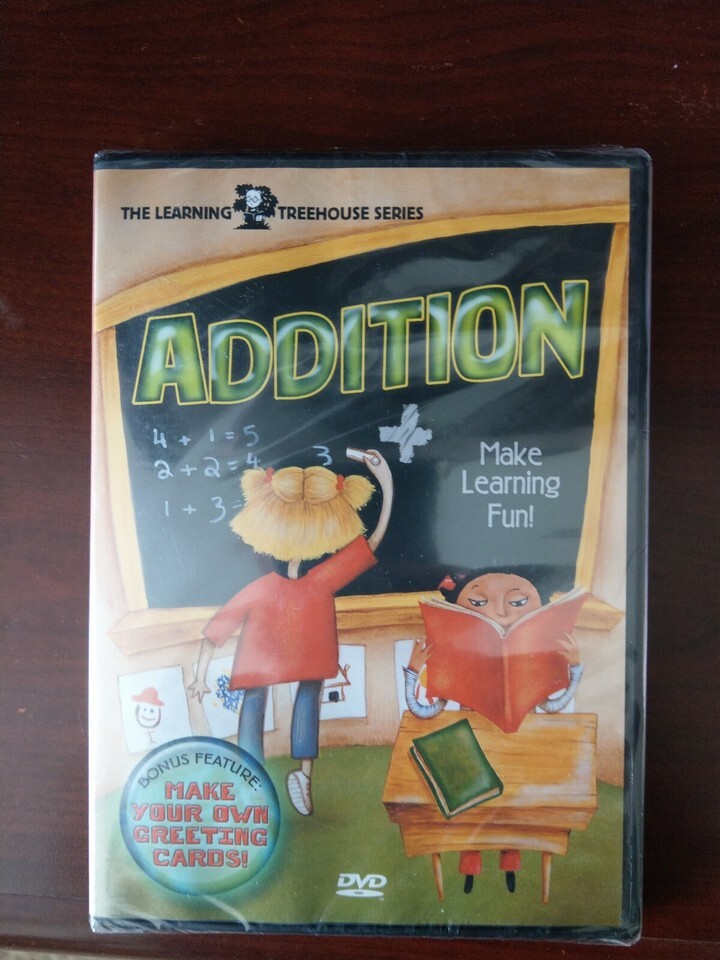 THE LEARNING TREEHOUSE SERIES
ADDITION
4 + 1 = 5
2 + 2 = 4
3
1 + 3 =
Make
Learning
Fun!
BONUS FEATURE:
MAKE
YOUR OWN
GREETING
CARDS!
DVD